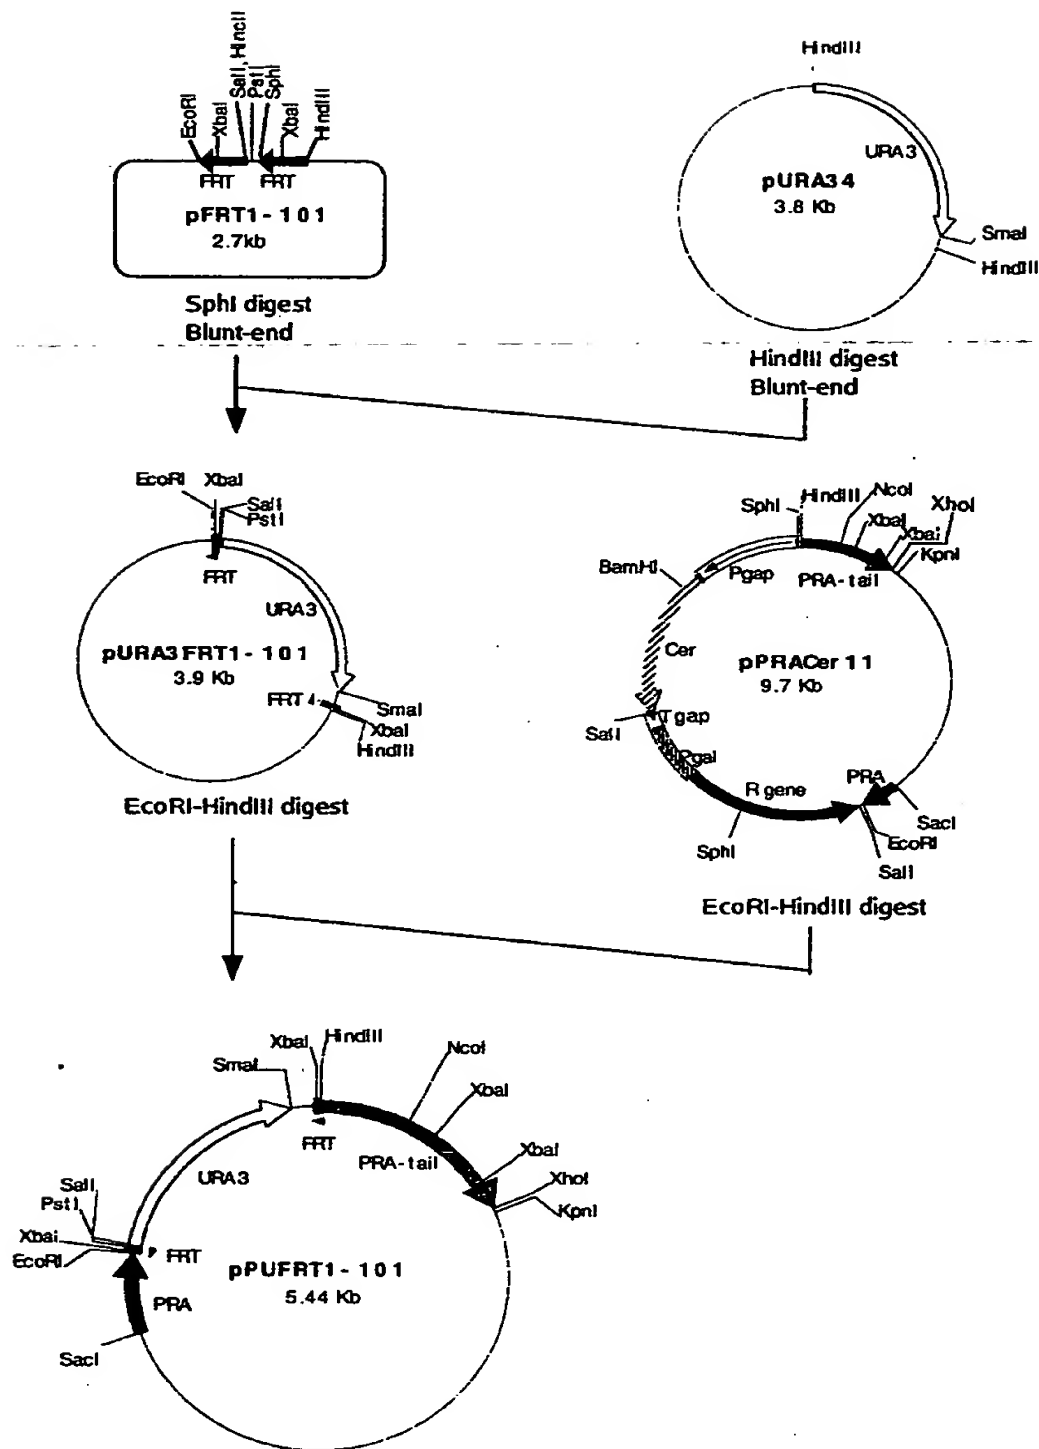 EcoRI
XbaI
SalI, HincII
PstI
SphI
XbaI
HindIII
FRT FRT
pFRT1-101
2.7kb
SphI digest
Blunt-end
HindIII
URA3
pURA34
3.8 Kb
SmaI
HindIII
HindIII digest
Blunt-end
EcoRI XbaI
SalI
PstI
FRT
URA3
pURA3FRT1-101
3.9 Kb
FRT
SmaI
XbaI
HindIII
EcoRI-HindIII digest
SphI
HindIII
NcoI
XbaI
XhoI
Xbai
KpnI
BamHI
Pgap
PRA-tail
Cer
pPRACer11
9.7 Kb
SalI
Tgap
Pgal
R gene
PRA
SphI
SacI
EcoRI
SalI
EcoRI-HindIII digest
XbaI
HindIII
SmaI
NcoI
XbaI
FRT
PRA-tail
XbaI
XhoI
KpnI
URA3
SalI
PstI
Xbai
EcoRI
FRT
pPUFRT1-101
5.44 Kb
PRA
SacI